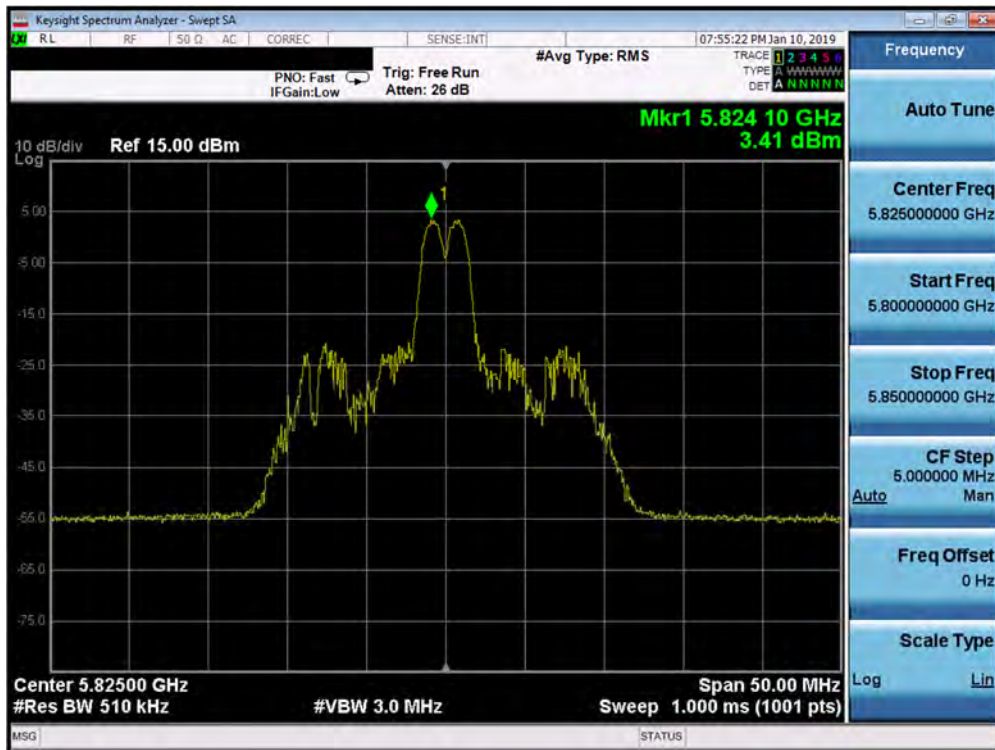 Keysight Spectrum Analyzer - Swept SA
LXI RL RF 50 Ω AC CORREC SENSE:INT 07:55:22 PM Jan 10, 2019
#Avg Type: RMS
TRACE 1 2 3 4 5 6
TYPE A WWWWW
DET A N N N N N
PNO: Fast
IFGain:Low
Trig: Free Run
Atten: 26 dB
Mkr1 5.824 10 GHz
3.41 dBm
10 dB/div
Log
Ref 15.00 dBm
1
5.00
-5.00
-15.0
-25.0
-35.0
-45.0
-55.0
-65.0
-75.0
Center 5.82500 GHz
#Res BW 510 kHz
#VBW 3.0 MHz
Span 50.00 MHz
Sweep 1.000 ms (1001 pts)
MSG
STATUS
Frequency
Auto Tune
Center Freq
5.825000000 GHz
Start Freq
5.800000000 GHz
Stop Freq
5.850000000 GHz
CF Step
5.000000 MHz
Auto Man
Freq Offset
0 Hz
Scale Type
Log Lin